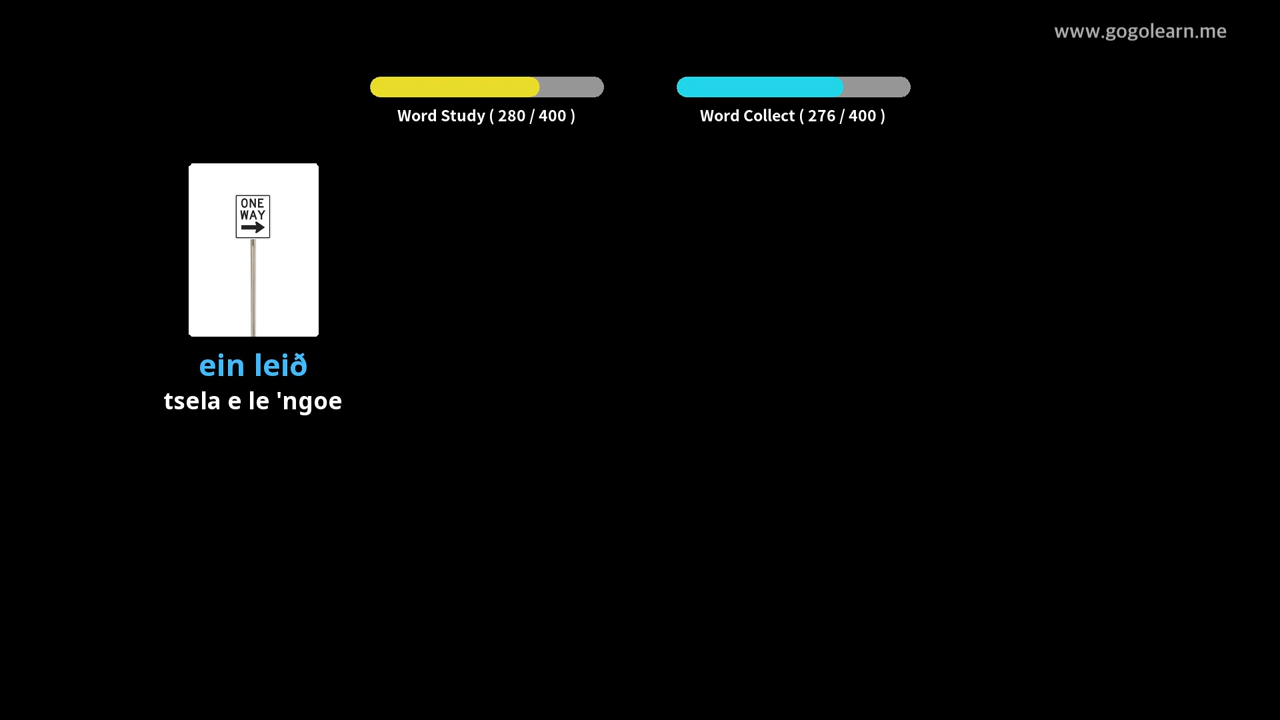 www.gogolearn.me
Word Study ( 280 / 400 )
Word Collect ( 276 / 400 )
ONE
WAY
ein leið
tsela e le 'ngoe